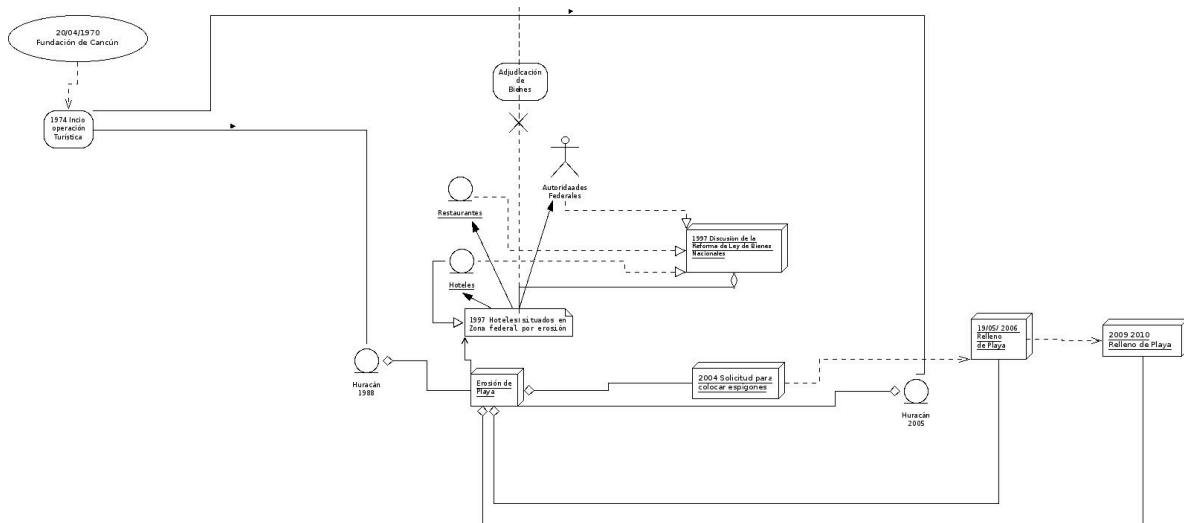 20/04/1970
Fundación de Cancún
Adjudicación
de
Bienes
1974 Incio
operación
Turística
Autoridaades
Federales
Restaurantes
1997 Discusión de la
Reforma de Ley de Bienes
Nacionales
Hoteles
1997 Hoteles situados en
Zona federal por erosión
19/05/ 2006
Relleno
de Playa
2009 2010
Relleno de Playa
Huracán
1988
Erosión de
Playa
2004 Solicitud para
colocar espigones
Huracán
2005